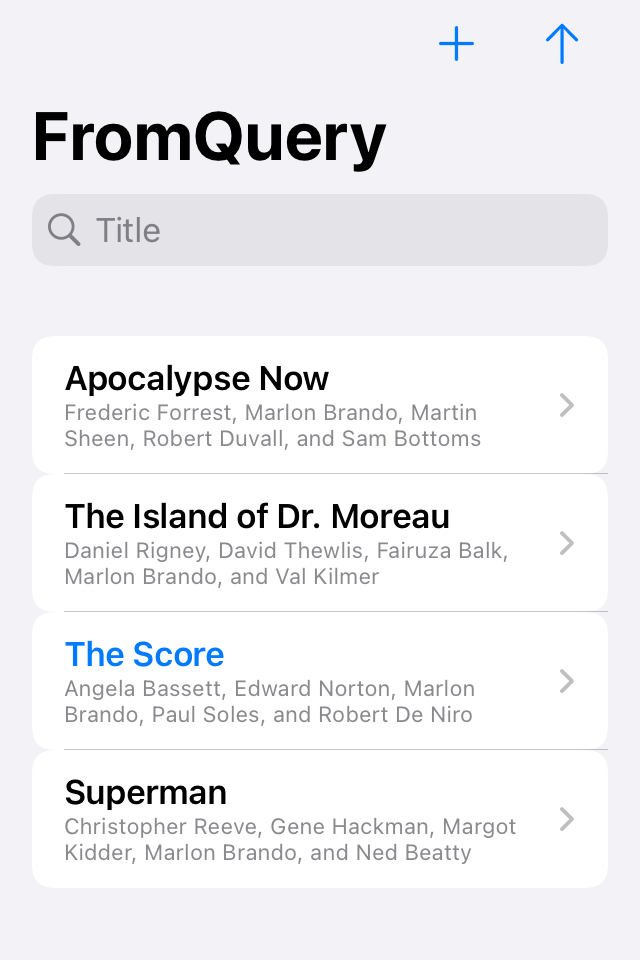 FromQuery
Title
Apocalypse Now
Frederic Forrest, Marlon Brando, Martin
Sheen, Robert Duvall, and Sam Bottoms
The Island of Dr. Moreau
Daniel Rigney, David Thewlis, Fairuza Balk,
Marlon Brando, and Val Kilmer
The Score
Angela Bassett, Edward Norton, Marlon
Brando, Paul Soles, and Robert De Niro
Superman
Christopher Reeve, Gene Hackman, Margot
Kidder, Marlon Brando, and Ned Beatty